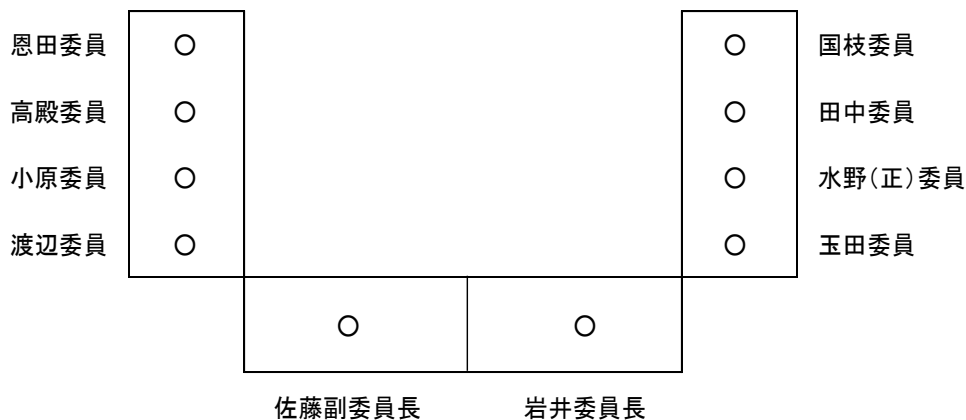 恩田委員 ○ ○ 国枝委員
高殿委員 ○ ○ 田中委員
小原委員 ○ ○ 水野(正)委員
渡辺委員 ○ ○ 玉田委員
○ ○
佐藤副委員長 岩井委員長